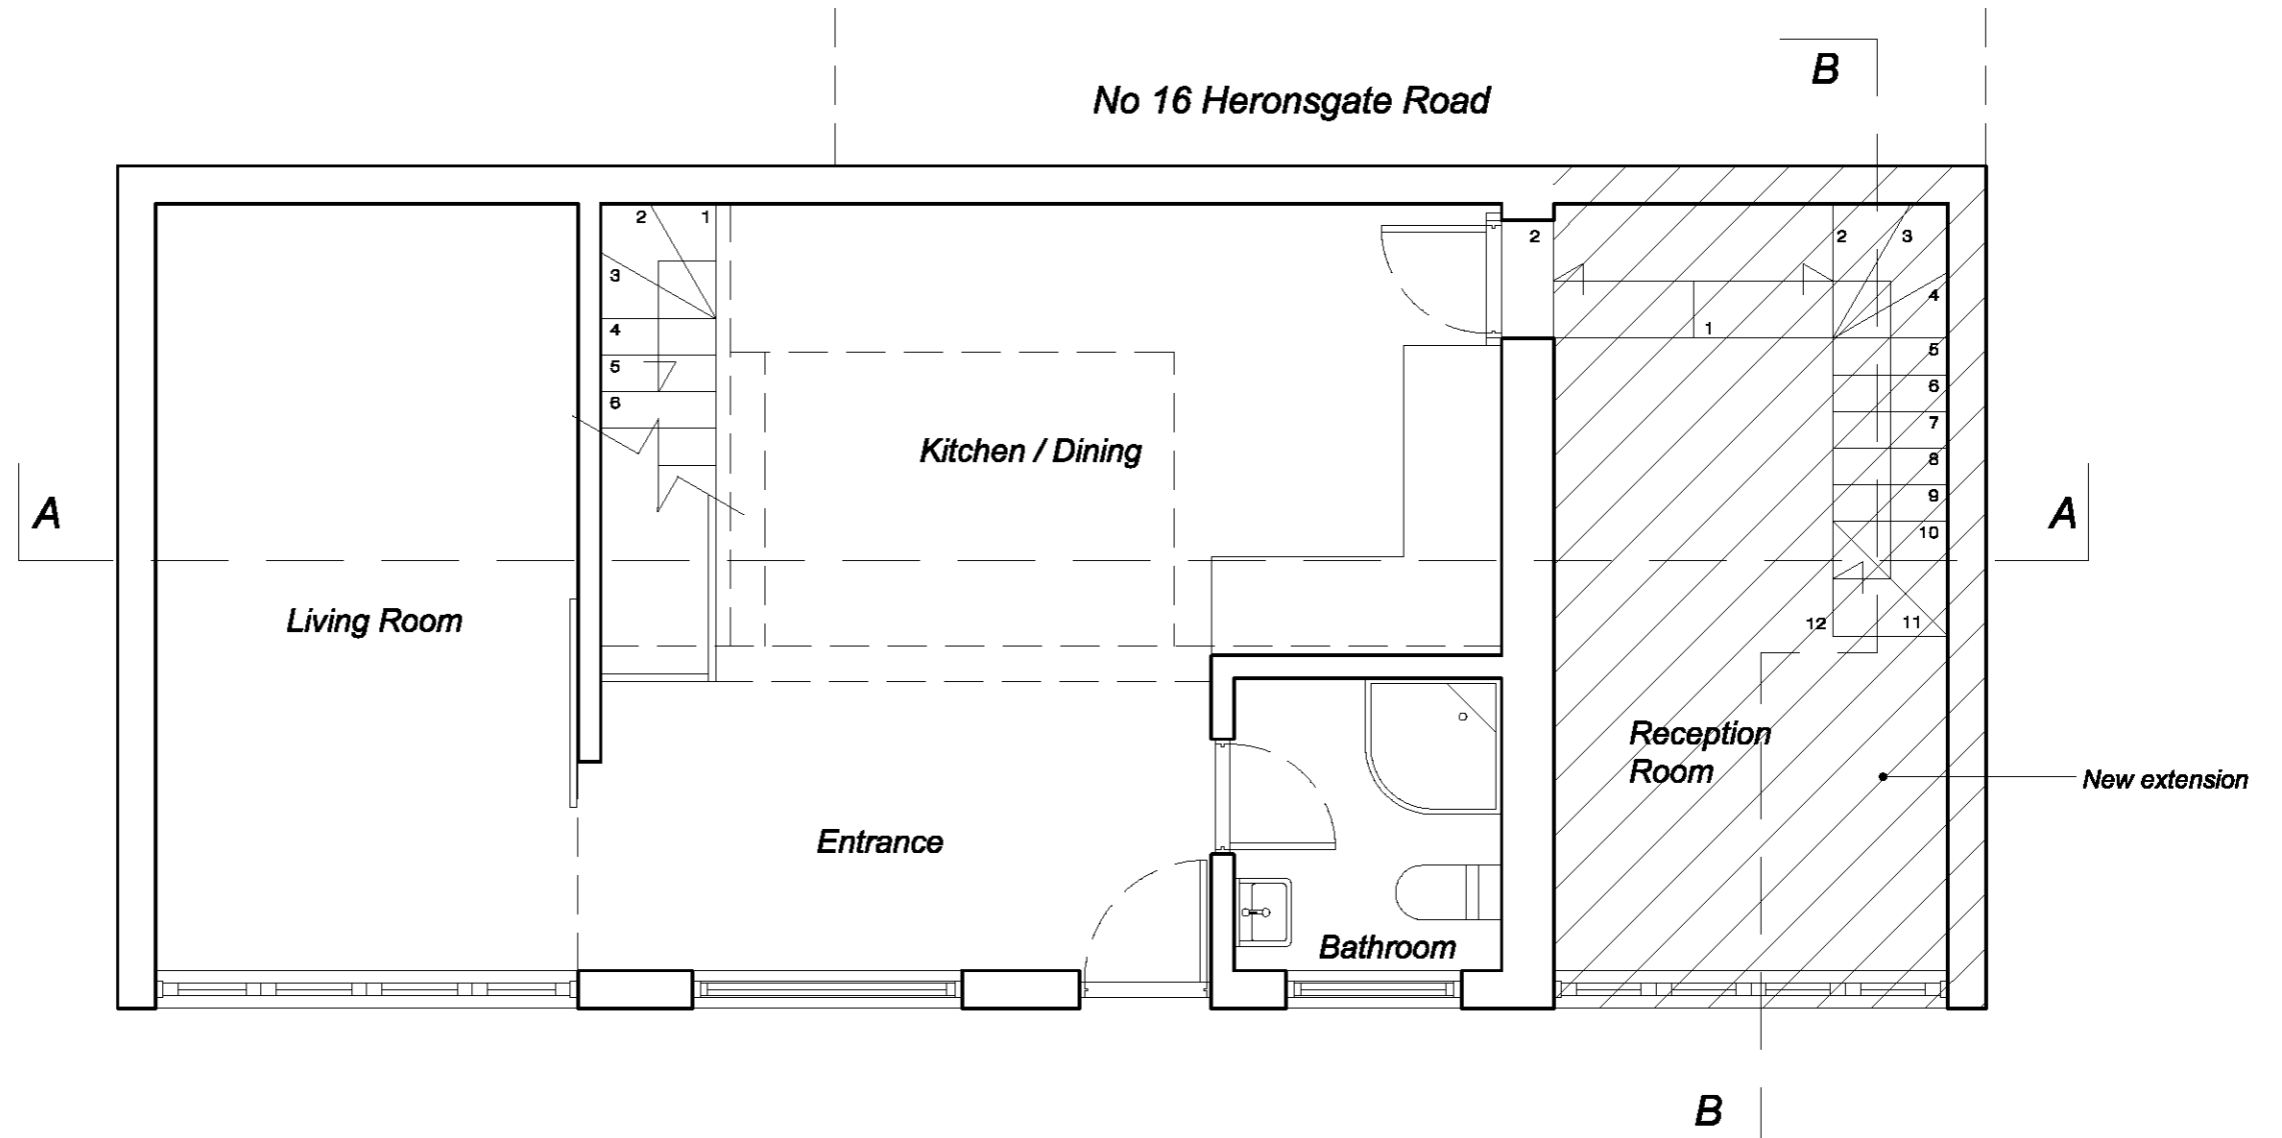 B
No 16 Heronsgate Road
2 1
3
4
5
6
2
1
2 3
4
5
6
7
8
9
10
12 11
Kitchen / Dining
A
A
Living Room
Reception
Room
New extension
Entrance
Bathroom
B